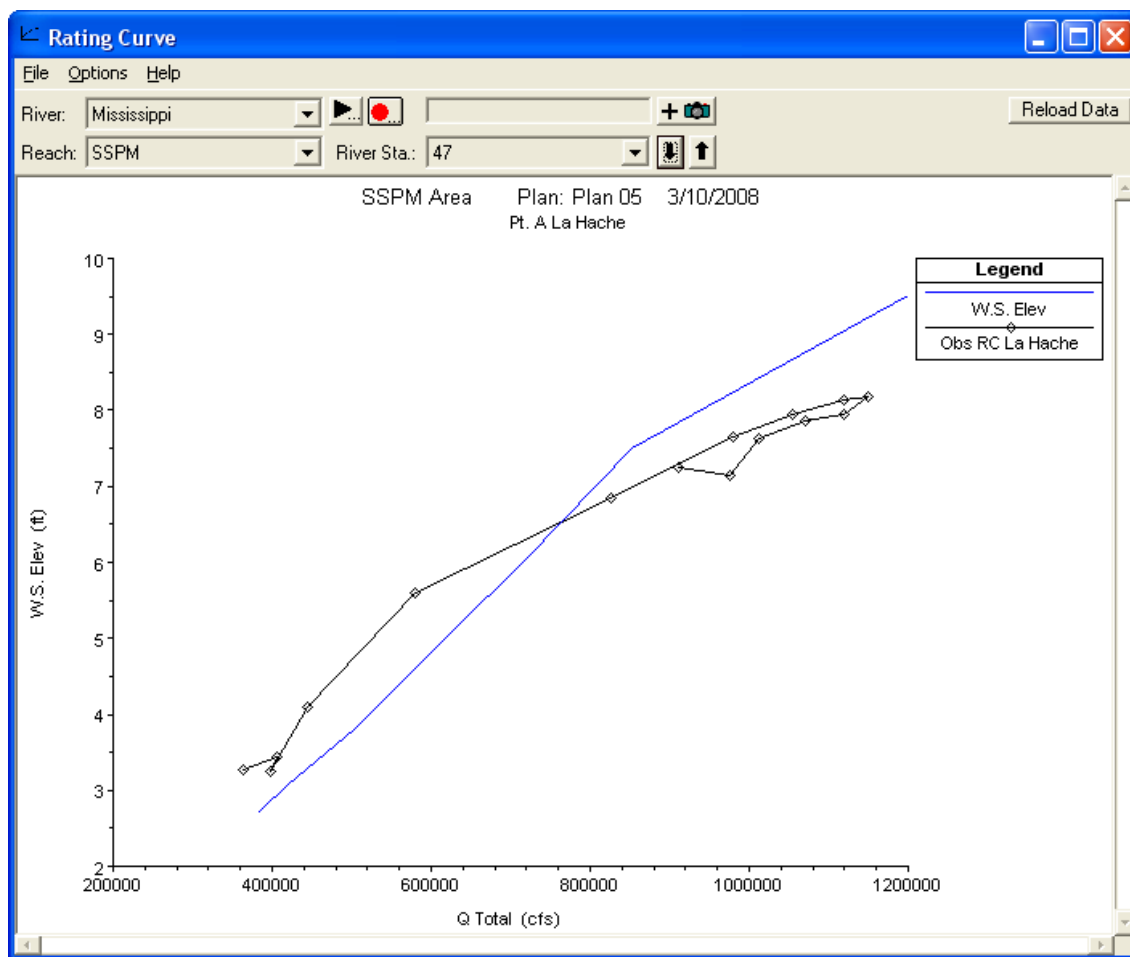 Rating Curve
File Options Help
River: Mississippi Reload Data
Reach: SSPM River Sta.: 47
SSPM Area Plan: Plan 05 3/10/2008
Pt. A La Hache
Legend
W.S. Elev
Obs RC La Hache
10
9
8
7
6
5
4
3
2
W.S. Elev (ft)
200000 400000 600000 800000 1000000 1200000
Q Total (cfs)